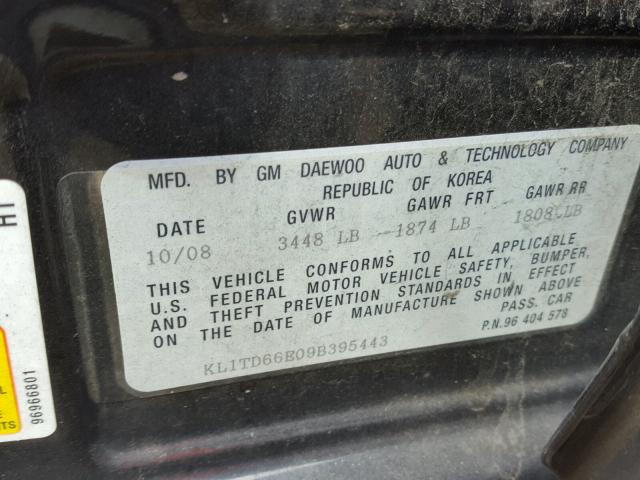 MFD. BY GM DAEWOO AUTO & TECHNOLOGY COMPANY
REPUBLIC OF KOREA
DATE GVWR GAWR FRT GAWR RR
10/08 3448 LB 1874 LB 1808 LB
THIS VEHICLE CONFORMS TO ALL APPLICABLE
U.S. FEDERAL MOTOR VEHICLE SAFETY, BUMPER,
AND THEFT PREVENTION STANDARDS IN EFFECT
ON THE DATE OF MANUFACTURE SHOWN ABOVE
PASS. CAR
P.N.96 404 578
KL1TD66E09B395443
96966801